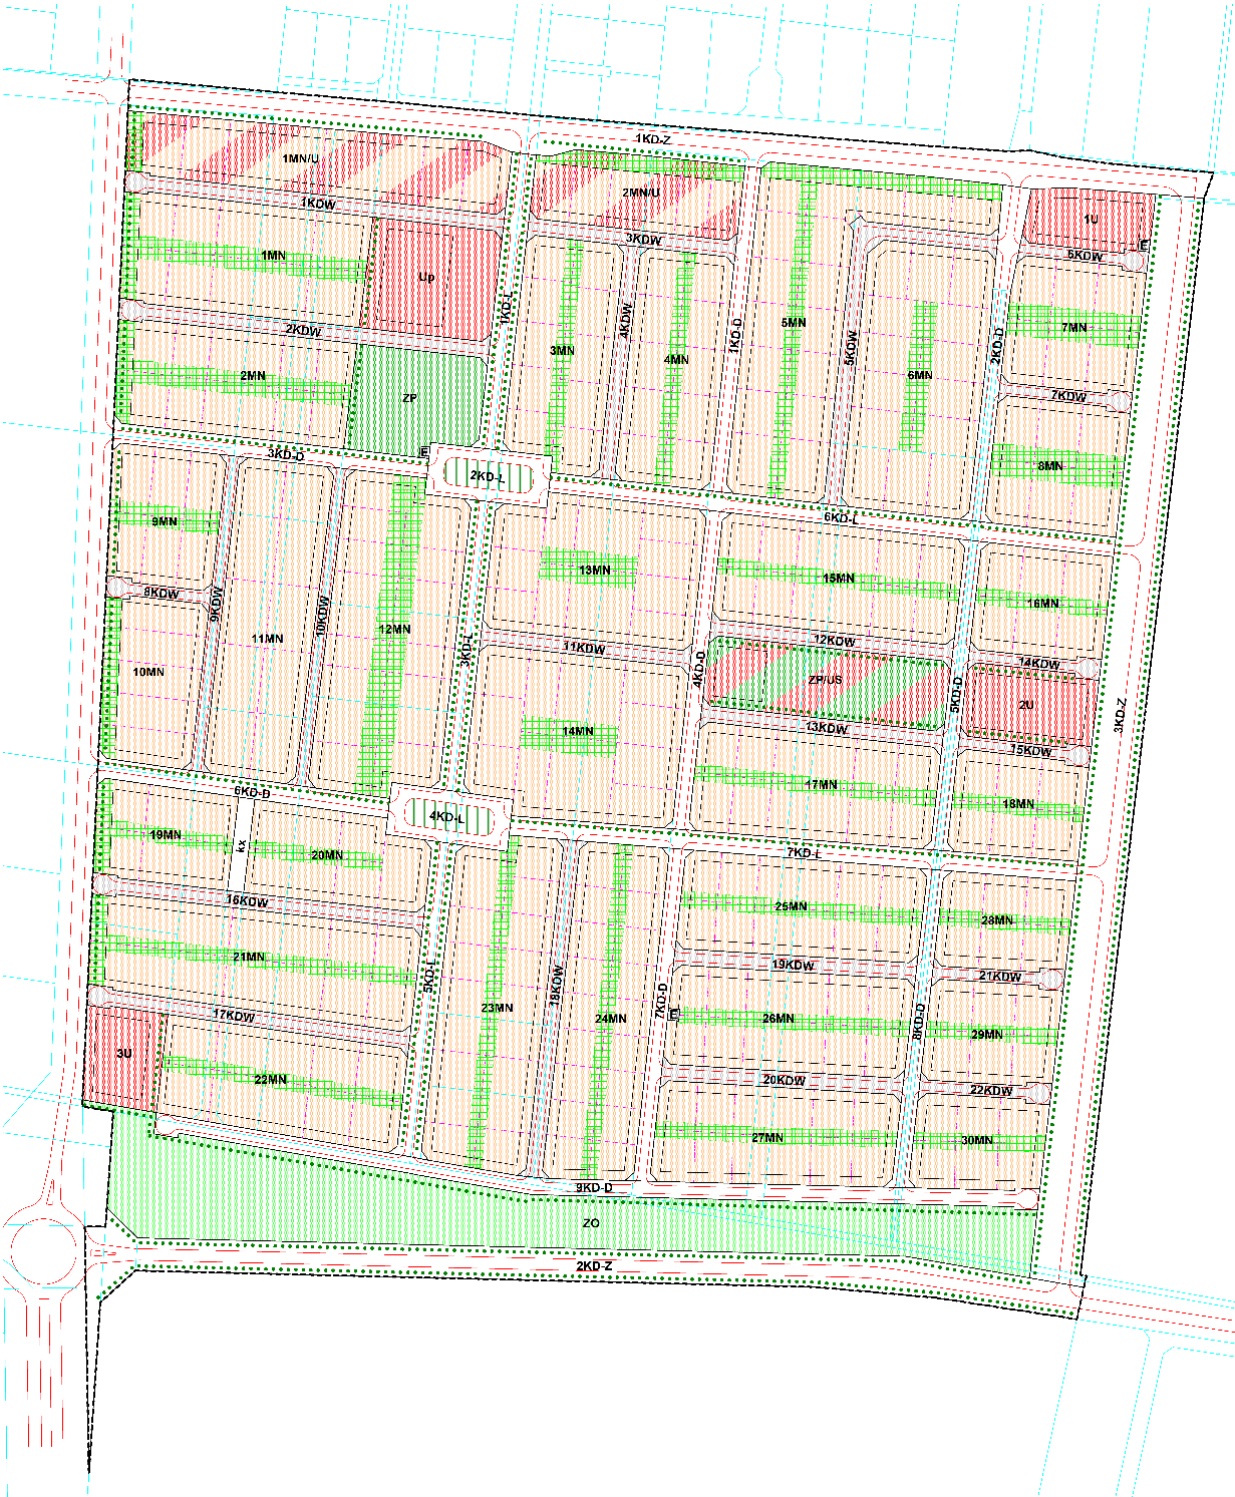 1KD-Z
1MN/U
2MN/U
1U
1KDW
3KDW
E
5KDW
1MN
Up
1KD-L
4KDW
1KD-D
5MN
5KDW
2KD-D
7MN
2KDW
3MN
4MN
6MN
2MN
ZP
7KDW
3KD-D
E
2KD-L
8MN
9MN
6KD-L
13MN
15MN
16MN
8KDW
9KDW
10KDW
11MN
12MN
3KD-L
11KDW
12KDW
14KDW
10MN
4KD-D
ZP/US
5KD-D
2U
3KD-Z
14MN
13KDW
15KDW
6KD-D
17MN
18MN
4KD-L
19MN
kx
20MN
7KD-L
16KDW
25MN
28MN
21MN
5KD-L
18KDW
19KDW
21KDW
17KDW
23MN
24MN
7KD-D
E
26MN
8KD-D
29MN
3U
22MN
20KDW
22KDW
27MN
30MN
9KD-D
ZO
2KD-Z